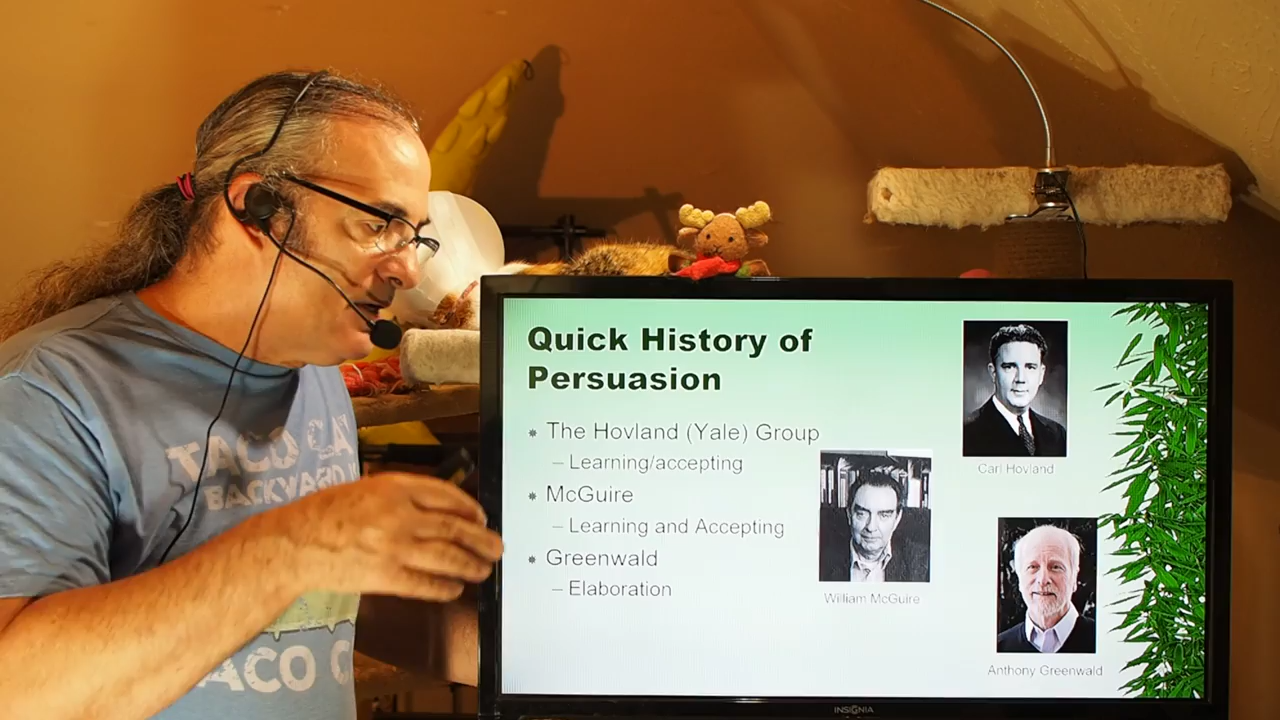 Quick History of
Persuasion
The Hovland (Yale) Group
– Learning/accepting
McGuire
– Learning and Accepting
Greenwald
– Elaboration
Carl Hovland
William McGuire
Anthony Greenwald
INSIGNIA
TACO CA
BACKYARD
TACO C